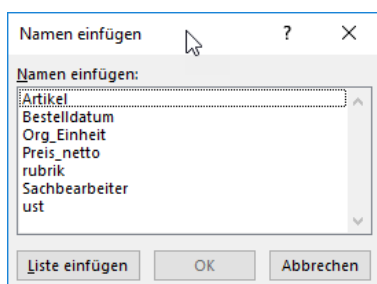 Namen einfügen ? ×
Namen einfügen:
Artikel
Bestelldatum
Org_Einheit
Preis_netto
rubrik
Sachbearbeiter
ust
Liste einfügen OK Abbrechen